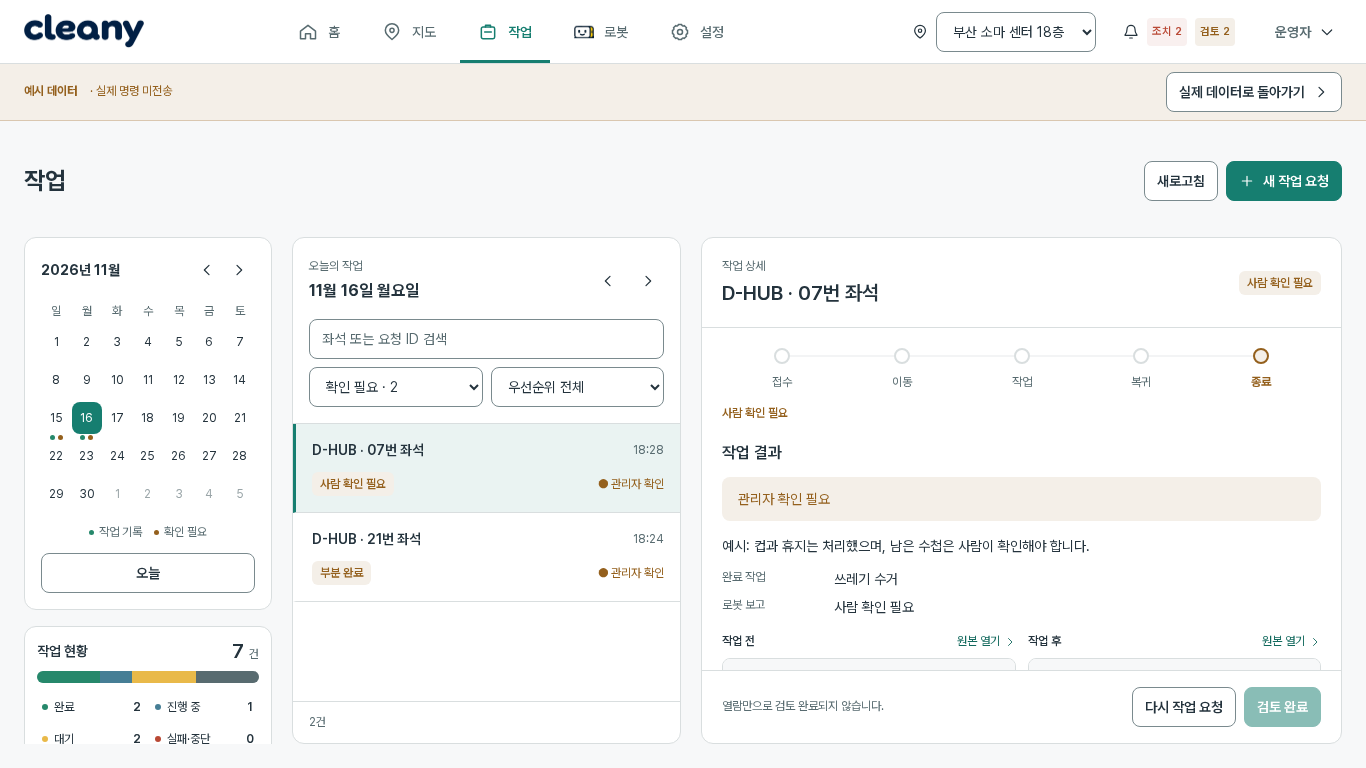 cleany
홈
지도
작업
로봇
설정
부산 소마 센터 18층
조치 2
검토 2
운영자
예시 데이터 · 실제 명령 미전송
실제 데이터로 돌아가기
작업
새로고침
새 작업 요청
2026년 11월
일 월 화 수 목 금 토
1 2 3 4 5 6 7
8 9 10 11 12 13 14
15 16 17 18 19 20 21
22 23 24 25 26 27 28
29 30 1 2 3 4 5
작업 기록 확인 필요
오늘
작업 현황 7 건
완료 2 진행 중 1
대기 2 실패·중단 0
오늘의 작업
11월 16일 월요일
좌석 또는 요청 ID 검색
확인 필요 · 2
우선순위 전체
D-HUB · 07번 좌석 18:28
사람 확인 필요 관리자 확인
D-HUB · 21번 좌석 18:24
부분 완료 관리자 확인
2건
작업 상세
D-HUB · 07번 좌석
사람 확인 필요
접수 이동 작업 복귀 종료
사람 확인 필요
작업 결과
관리자 확인 필요
예시: 컵과 휴지는 처리했으며, 남은 수첩은 사람이 확인해야 합니다.
완료 작업 쓰레기 수거
로봇 보고 사람 확인 필요
작업 전 원본 열기 작업 후 원본 열기
열람만으로 검토 완료되지 않습니다.
다시 작업 요청
검토 완료